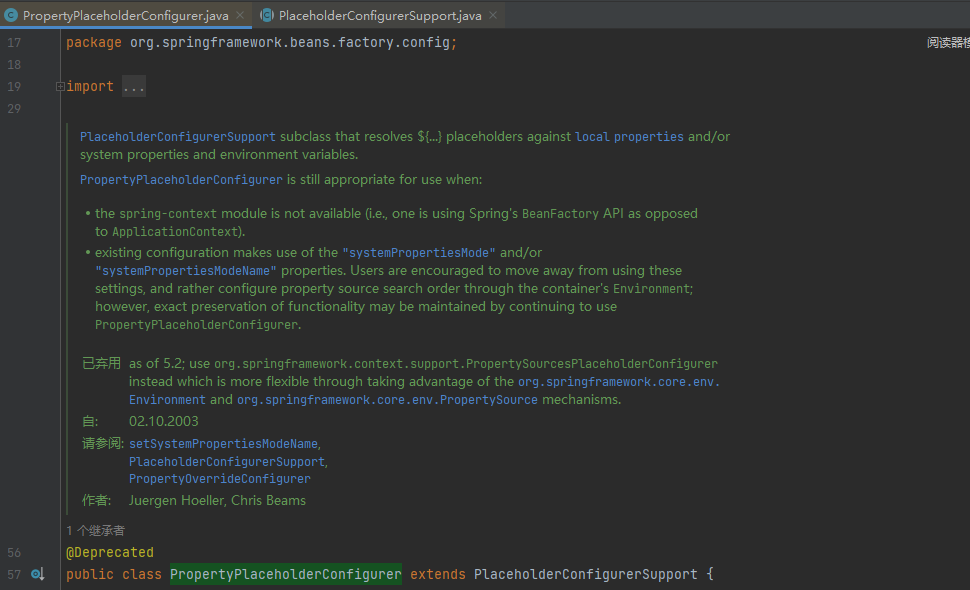 PropertyPlaceholderConfigurer.java PlaceholderConfigurerSupport.java
17 package org.springframework.beans.factory.config;
阅读器模
18
19 import ...
29
PlaceholderConfigurerSupport subclass that resolves ${...} placeholders against local properties and/or
system properties and environment variables.
PropertyPlaceholderConfigurer is still appropriate for use when:
• the spring-context module is not available (i.e., one is using Spring's BeanFactory API as opposed
to ApplicationContext).
• existing configuration makes use of the "systemPropertiesMode" and/or
"systemPropertiesModeName" properties. Users are encouraged to move away from using these
settings, and rather configure property source search order through the container's Environment;
however, exact preservation of functionality may be maintained by continuing to use
PropertyPlaceholderConfigurer.
已弃用 as of 5.2; use org.springframework.context.support.PropertySourcesPlaceholderConfigurer
instead which is more flexible through taking advantage of the org.springframework.core.env.
Environment and org.springframework.core.env.PropertySource mechanisms.
自: 02.10.2003
请参阅: setSystemPropertiesModeName,
PlaceholderConfigurerSupport,
PropertyOverrideConfigurer
作者: Juergen Hoeller, Chris Beams
1 个继承者
56 @Deprecated
57 public class PropertyPlaceholderConfigurer extends PlaceholderConfigurerSupport {